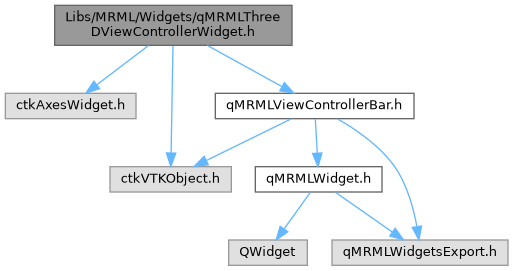 Libs/MRML/Widgets/qMRMLThree
DViewControllerWidget.h
ctkAxesWidget.h
qMRMLViewControllerBar.h
ctkVTKObject.h
qMRMLWidget.h
QWidget
qMRMLWidgetsExport.h